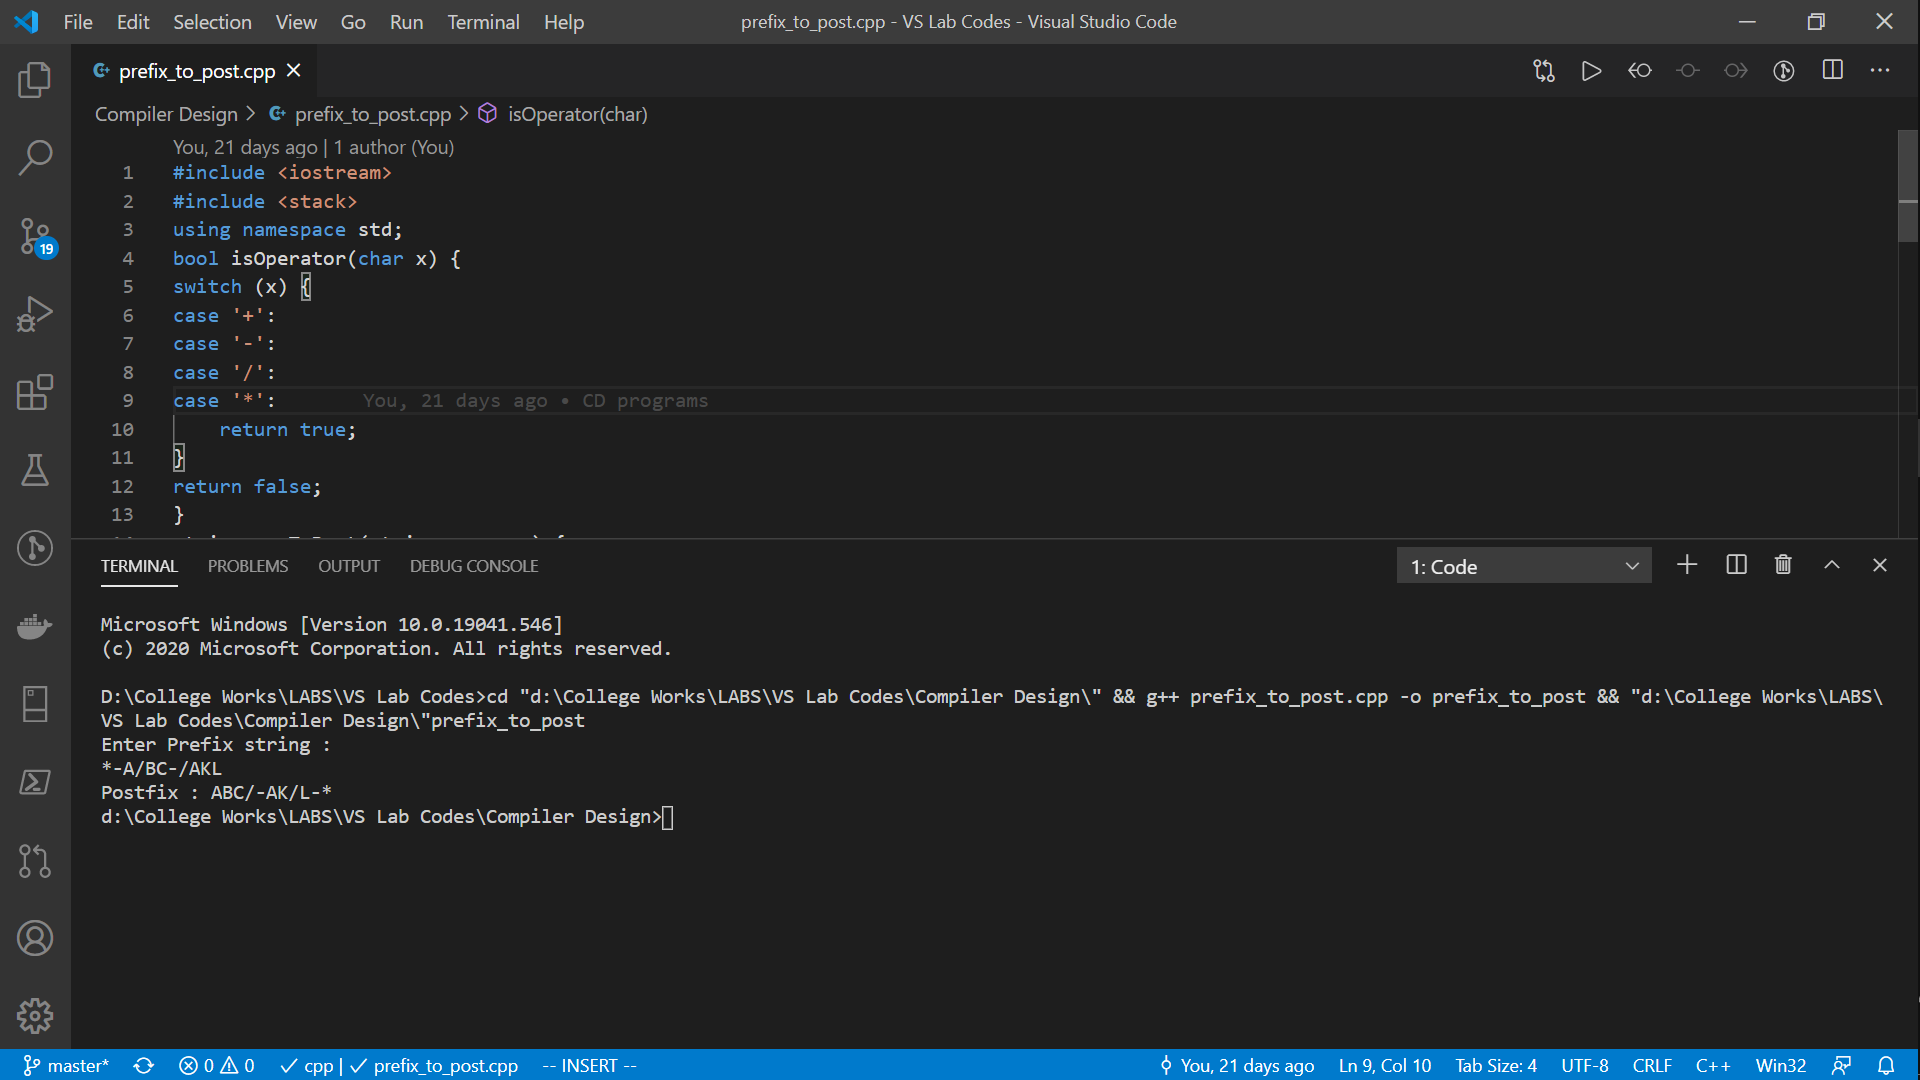 File Edit Selection View Go Run Terminal Help prefix_to_post.cpp - VS Lab Codes - Visual Studio Code
prefix_to_post.cpp
Compiler Design > prefix_to_post.cpp > isOperator(char)
You, 21 days ago | 1 author (You)
1 #include <iostream>
2 #include <stack>
3 using namespace std;
4 bool isOperator(char x) {
5 switch (x) {
6 case '+':
7 case '-':
8 case '/':
9 case '*': You, 21 days ago • CD programs
10 return true;
11 }
12 return false;
13 }
19
TERMINAL PROBLEMS OUTPUT DEBUG CONSOLE 1: Code
Microsoft Windows [Version 10.0.19041.546]
(c) 2020 Microsoft Corporation. All rights reserved.
D:\College Works\LABS\VS Lab Codes>cd "d:\College Works\LABS\VS Lab Codes\Compiler Design\" && g++ prefix_to_post.cpp -o prefix_to_post && "d:\College Works\LABS\
VS Lab Codes\Compiler Design\"prefix_to_post
Enter Prefix string :
*-A/BC-/AKL
Postfix : ABC/-AK/L-*
d:\College Works\LABS\VS Lab Codes\Compiler Design>
master* 0 0 cpp | prefix_to_post.cpp -- INSERT -- You, 21 days ago Ln 9, Col 10 Tab Size: 4 UTF-8 CRLF C++ Win32